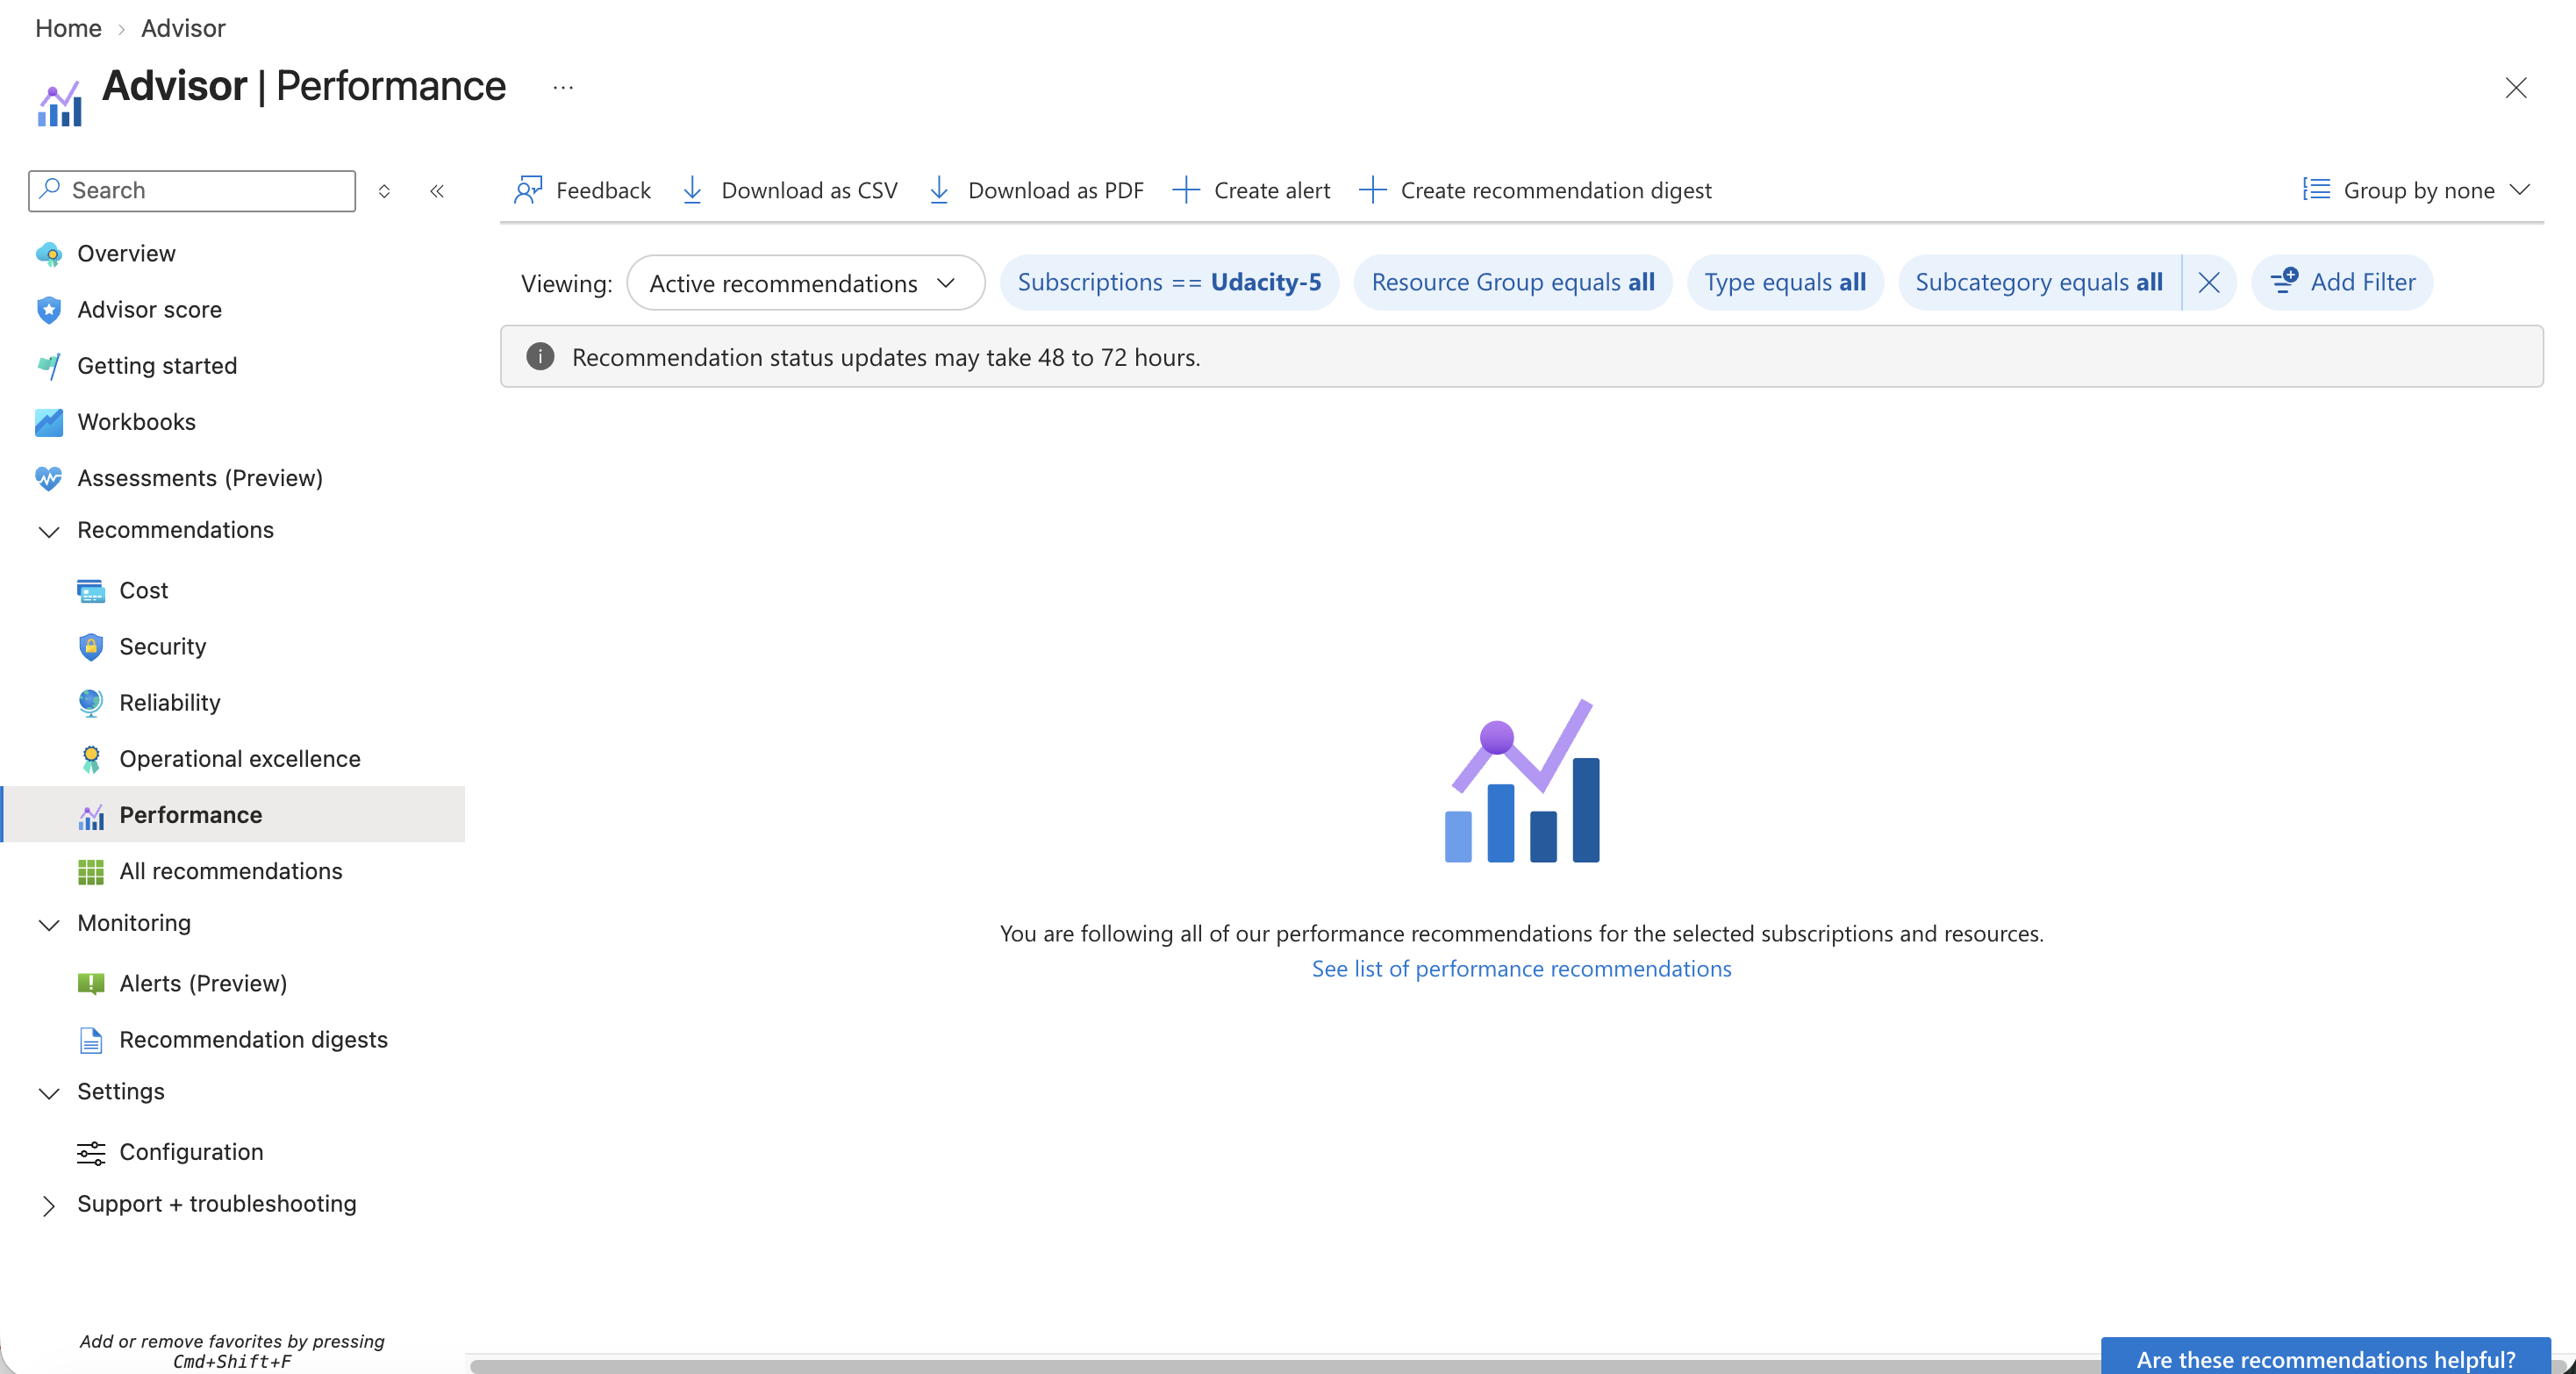 Home > Advisor
Advisor | Performance ...
Search
Overview
Advisor score
Getting started
Workbooks
Assessments (Preview)
Recommendations
Cost
Security
Reliability
Operational excellence
Performance
All recommendations
Monitoring
Alerts (Preview)
Recommendation digests
Settings
Configuration
Support + troubleshooting
Add or remove favorites by pressing
Cmd+Shift+F
Feedback Download as CSV Download as PDF Create alert Create recommendation digest Group by none
Viewing: Active recommendations Subscriptions == Udacity-5 Resource Group equals all Type equals all Subcategory equals all Add Filter
Recommendation status updates may take 48 to 72 hours.
You are following all of our performance recommendations for the selected subscriptions and resources.
See list of performance recommendations
Are these recommendations helpful?